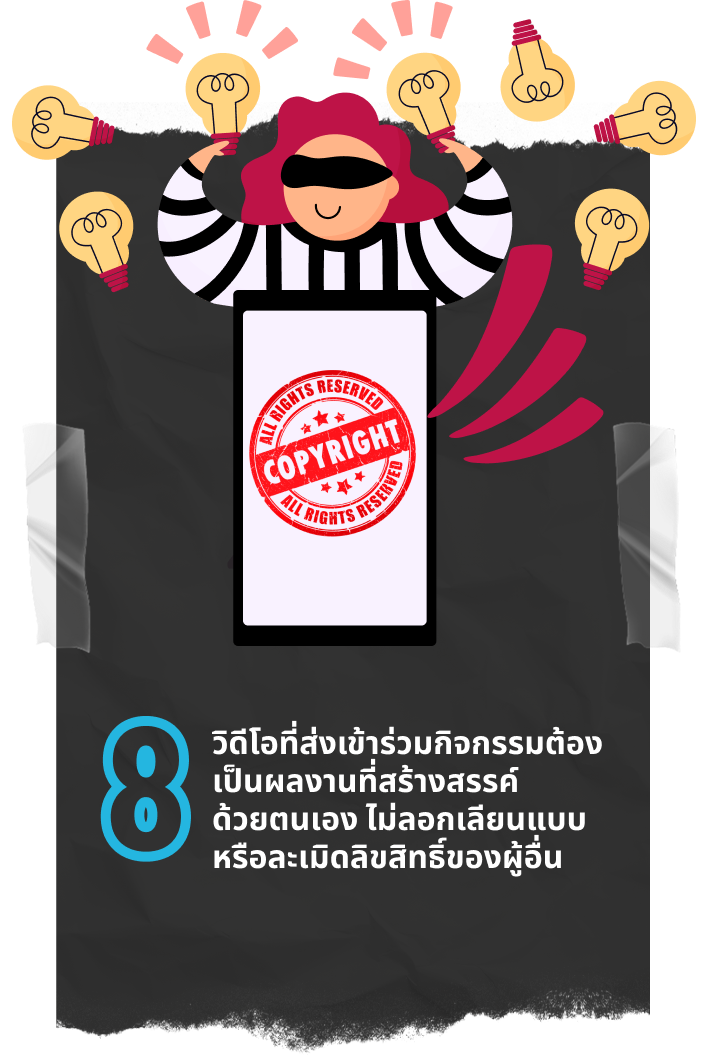 ALL RIGHTS RESERVED
COPYRIGHT
ALL RIGHTS RESERVED
8
วิดีโอที่ส่งเข้าร่วมกิจกรรมต้อง
เป็นผลงานที่สร้างสรรค์
ด้วยตนเอง ไม่ลอกเลียนแบบ
หรือละเมิดลิขสิทธิ์ของผู้อื่น